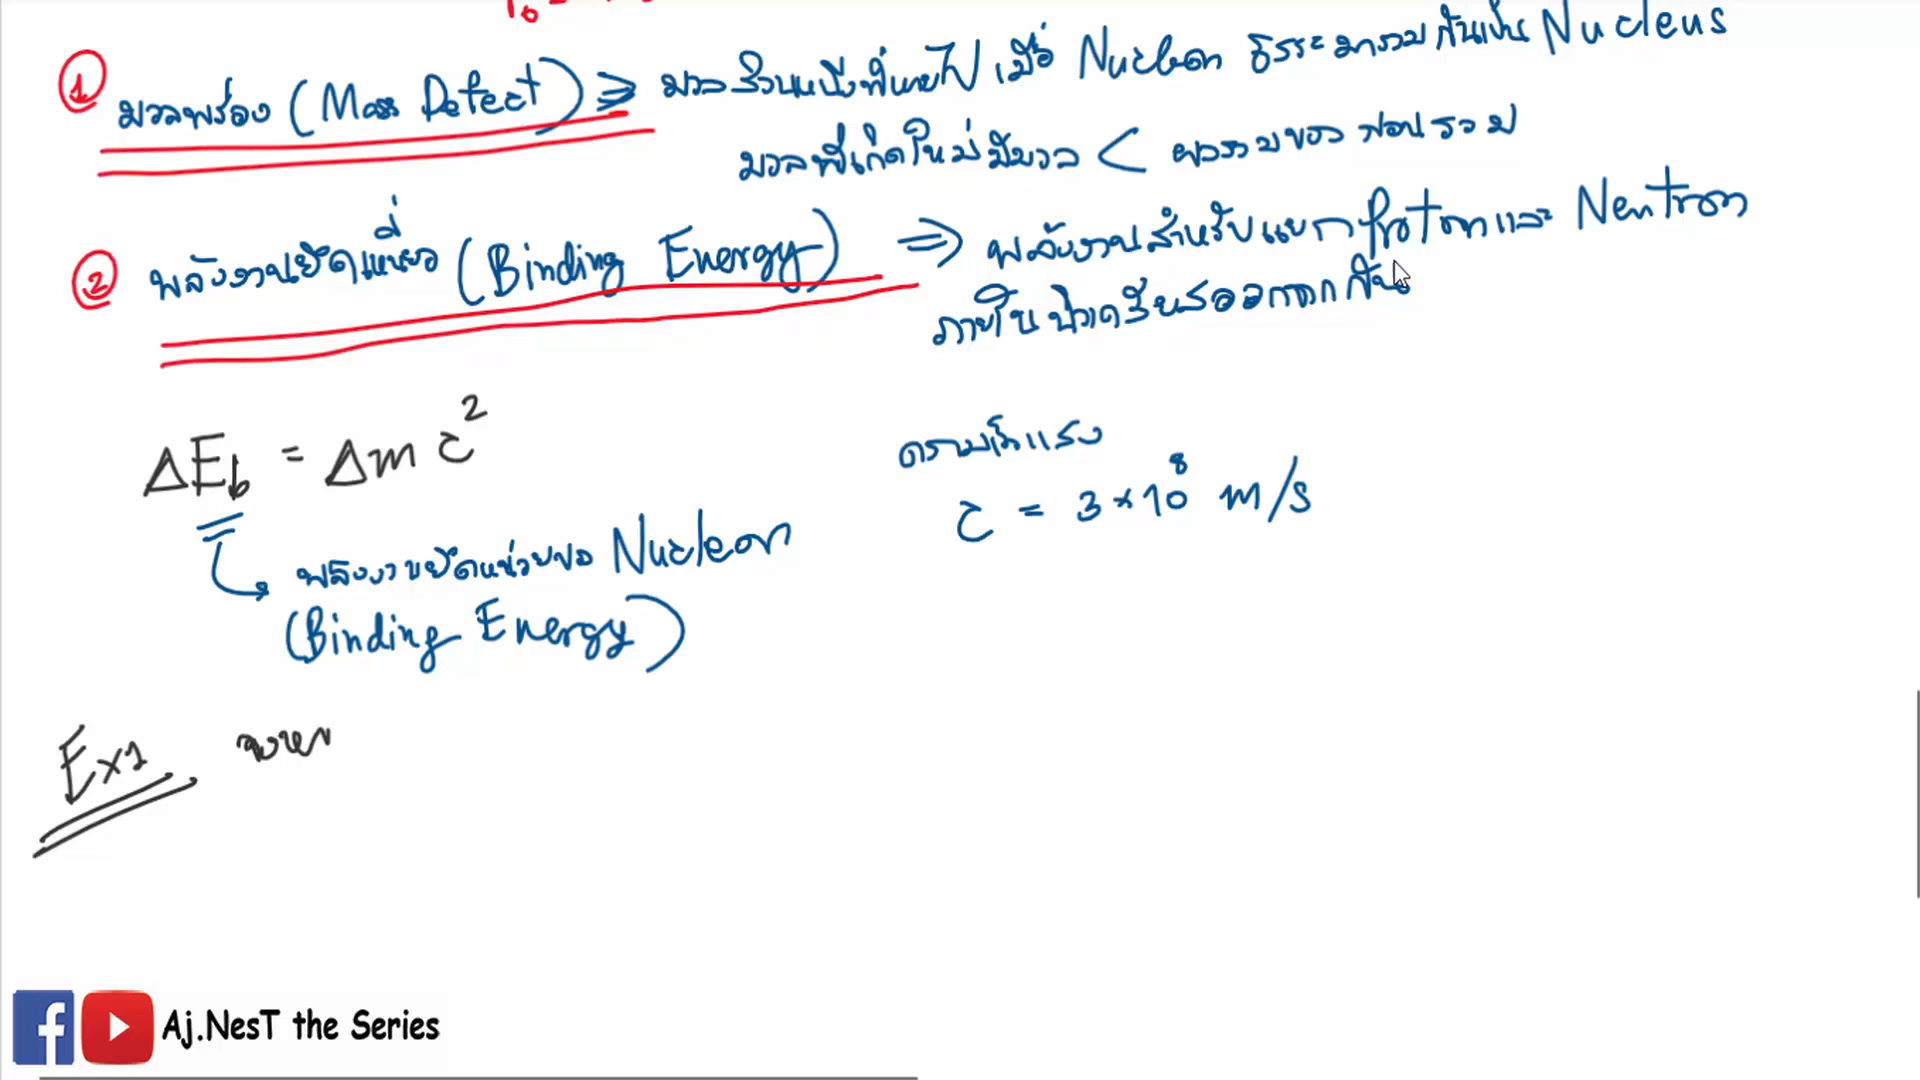 ① มวลพร่อง (Mass Defect) ⇒ มวลส่วนหนึ่งที่หายไป เมื่อ Nucleon อิสระมารวมกันเป็น Nucleus
มวลที่เกิดใหม่มีมวล < ผลรวมของก่อนรวม
② พลังงานยึดเหนี่ยว (Binding Energy) ⇒ พลังงานสำหรับแยก Proton และ Neutron
ภายในนิวเคลียสออกจากกัน
ΔE_b = Δm c²
ความเร็วแสง
c = 3×10⁸ m/s
พลังงานยึดเหนี่ยวของ Nucleon
(Binding Energy)
Ex1 จงหา
Aj.NesT the Series